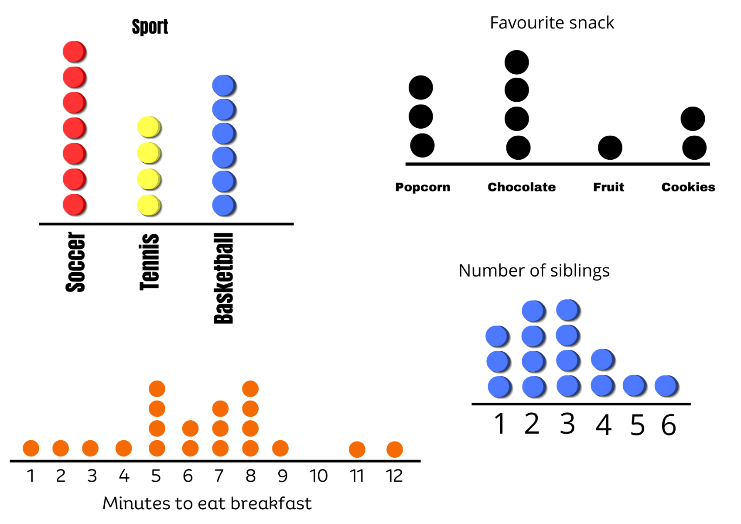 Sport
Soccer
Tennis
Basketball
Favourite snack
Popcorn Chocolate Fruit Cookies
Number of siblings
1 2 3 4 5 6
1 2 3 4 5 6 7 8 9 10 11 12
Minutes to eat breakfast